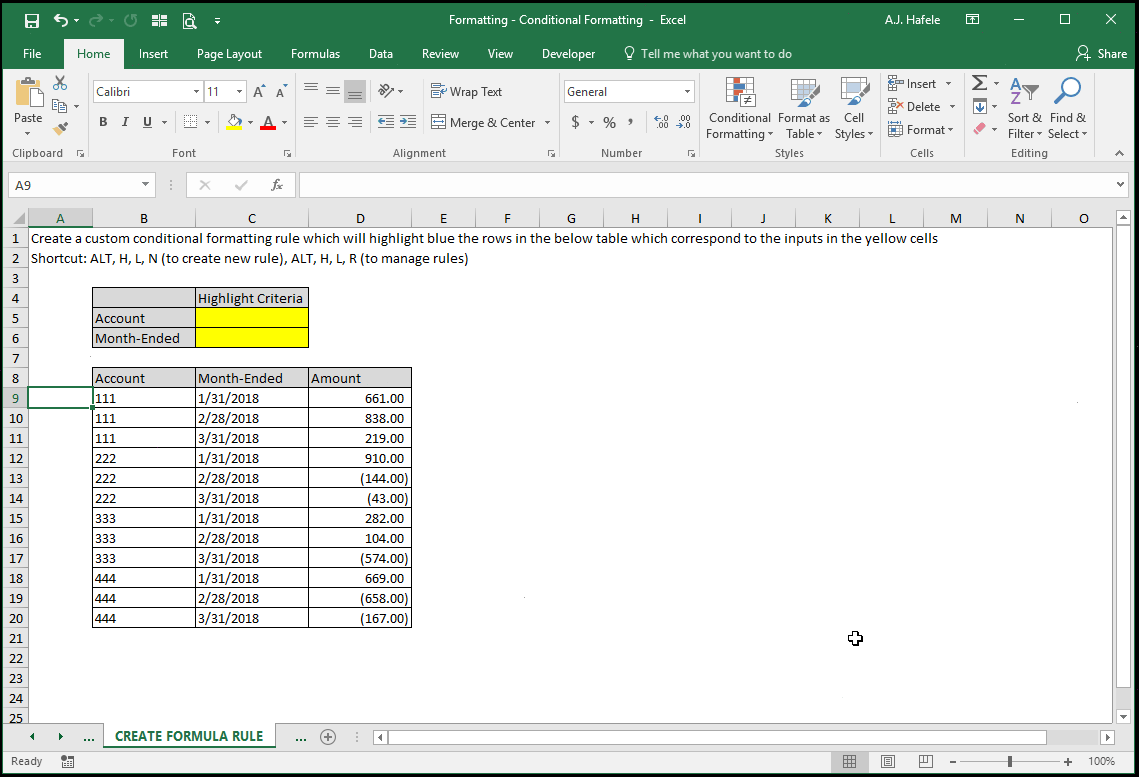 Formatting - Conditional Formatting - Excel
A.J. Hafele
File Home Insert Page Layout Formulas Data Review View Developer Tell me what you want to do Share
Paste
Clipboard
Calibri 11
B I U A
Font
Wrap Text
Merge & Center
Alignment
General
$ % ,
Number
Conditional Formatting
Format as Table
Cell Styles
Styles
Insert
Delete
Format
Cells
Sort & Filter
Find & Select
Editing
A9 fx
A B C D E F G H I J K L M N O
1 Create a custom conditional formatting rule which will highlight blue the rows in the below table which correspond to the inputs in the yellow cells
2 Shortcut: ALT, H, L, N (to create new rule), ALT, H, L, R (to manage rules)
3
4 Highlight Criteria
5 Account
6 Month-Ended
7
8 Account Month-Ended Amount
9 111 1/31/2018 661.00
10 111 2/28/2018 838.00
11 111 3/31/2018 219.00
12 222 1/31/2018 910.00
13 222 2/28/2018 (144.00)
14 222 3/31/2018 (43.00)
15 333 1/31/2018 282.00
16 333 2/28/2018 104.00
17 333 3/31/2018 (574.00)
18 444 1/31/2018 669.00
19 444 2/28/2018 (658.00)
20 444 3/31/2018 (167.00)
21
22
23
24
25
... CREATE FORMULA RULE ...
Ready 100%